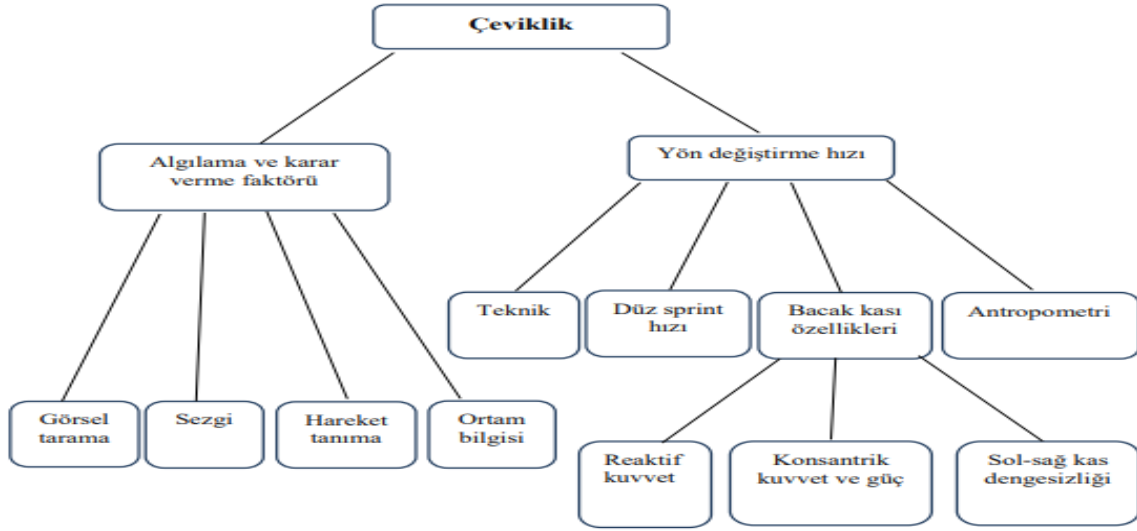 Çeviklik
Algılama ve karar
verme faktörü
Yön değiştirme hızı
Teknik
Düz sprint
hızı
Bacak kası
özellikleri
Antropometri
Görsel
tarama
Sezgi
Hareket
tanıma
Ortam
bilgisi
Reaktif
kuvvet
Konsantrik
kuvvet ve güç
Sol-sağ kas
dengesizliği